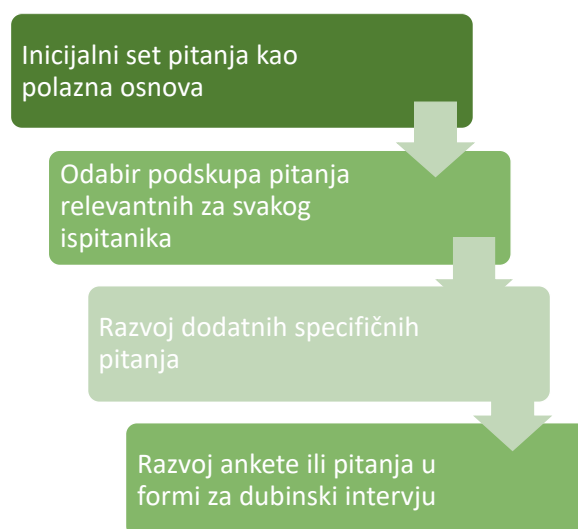 Inicijalni set pitanja kao
polazna osnova
Odabir podskupa pitanja
relevantnih za svakog
ispitanika
Razvoj dodatnih specifičnih
pitanja
Razvoj ankete ili pitanja u
formi za dubinski intervju